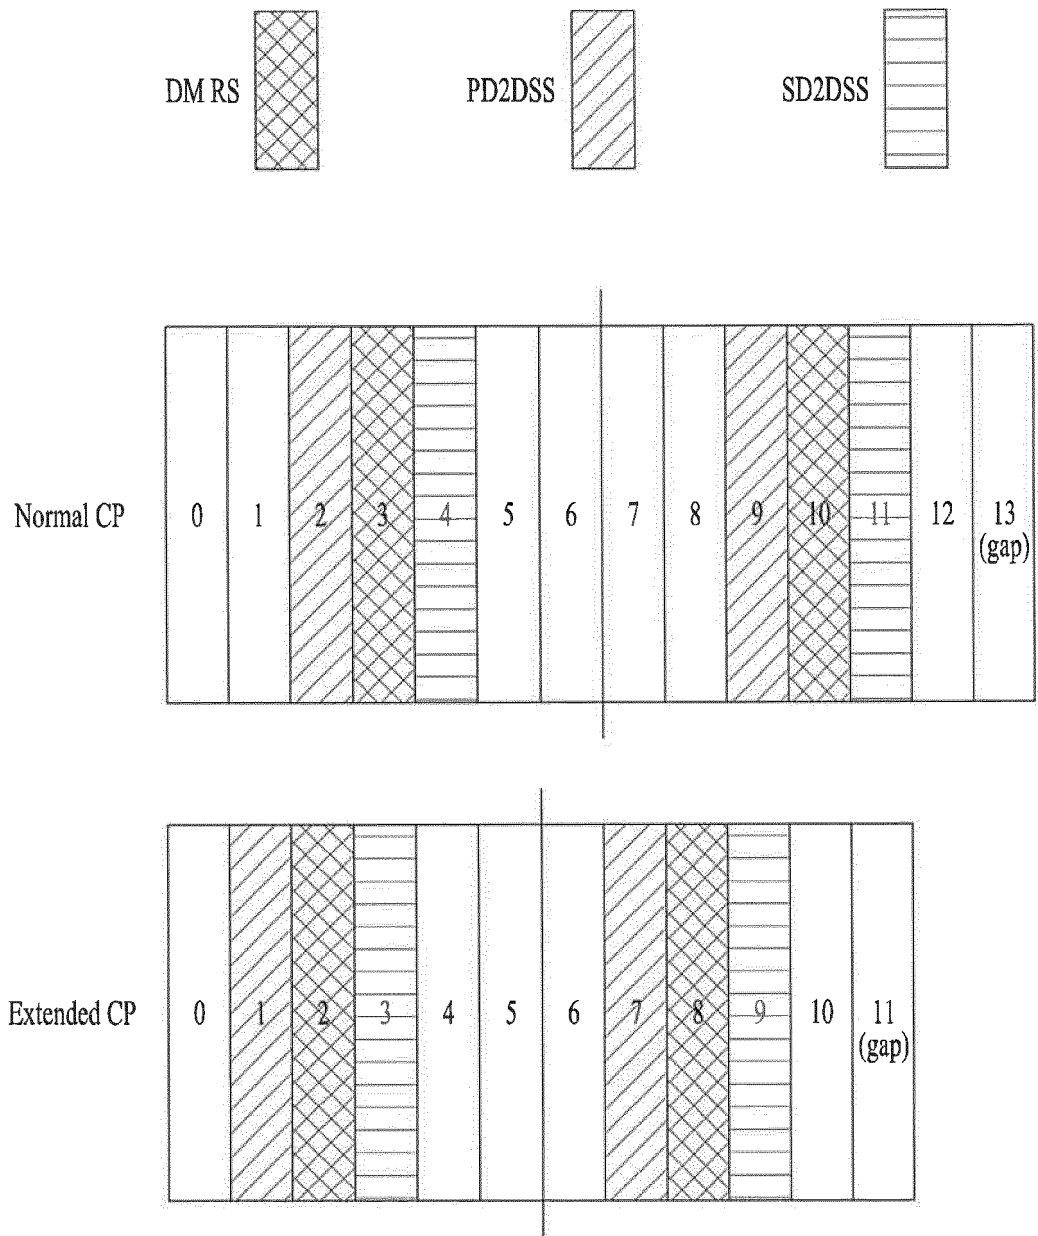 DM RS PD2DSS SD2DSS
Normal CP 0 1 2 3 4 5 6 7 8 9 10 11 12 13
(gap)
Extended CP 0 1 2 3 4 5 6 7 8 9 10 11
(gap)